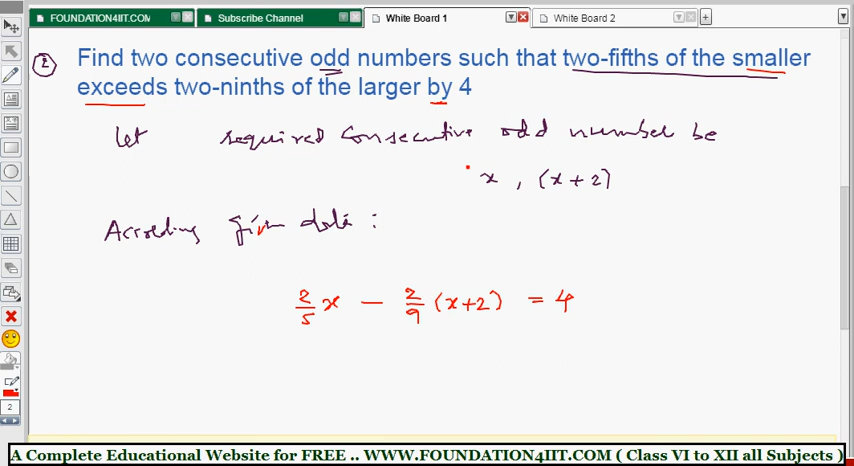 FOUNDATION4IIT.COM Subscribe Channel White Board 1 White Board 2
2 Find two consecutive odd numbers such that two-fifths of the smaller
exceeds two-ninths of the larger by 4
Let required consecutive odd number be
x , (x+2)
According given data :
2/5 x — 2/9 (x+2) = 4
2
A Complete Educational Website for FREE .. WWW.FOUNDATION4IIT.COM ( Class VI to XII all Subjects )